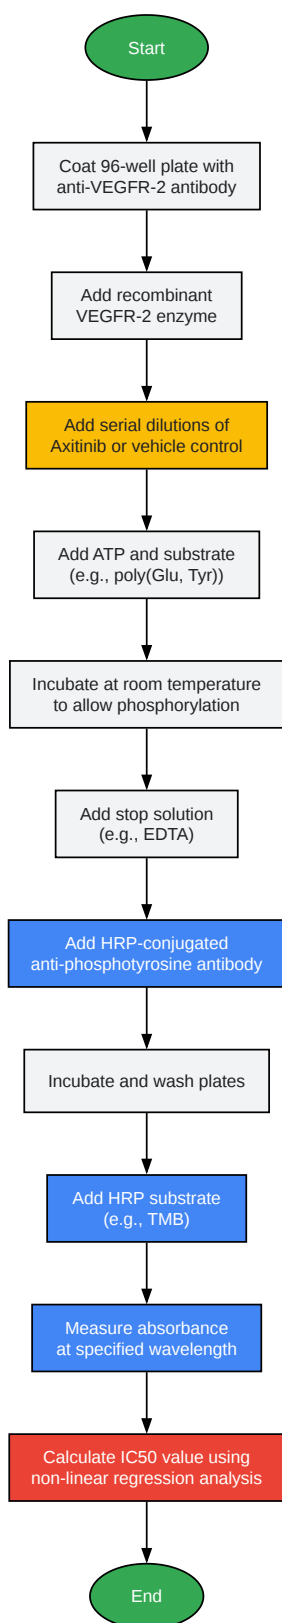 Start
Coat 96-well plate with
anti-VEGFR-2 antibody
Add recombinant
VEGFR-2 enzyme
Add serial dilutions of
Axitinib or vehicle control
Add ATP and substrate
(e.g., poly(Glu, Tyr))
Incubate at room temperature
to allow phosphorylation
Add stop solution
(e.g., EDTA)
Add HRP-conjugated
anti-phosphotyrosine antibody
Incubate and wash plates
Add HRP substrate
(e.g., TMB)
Measure absorbance
at specified wavelength
Calculate IC50 value using
non-linear regression analysis
End